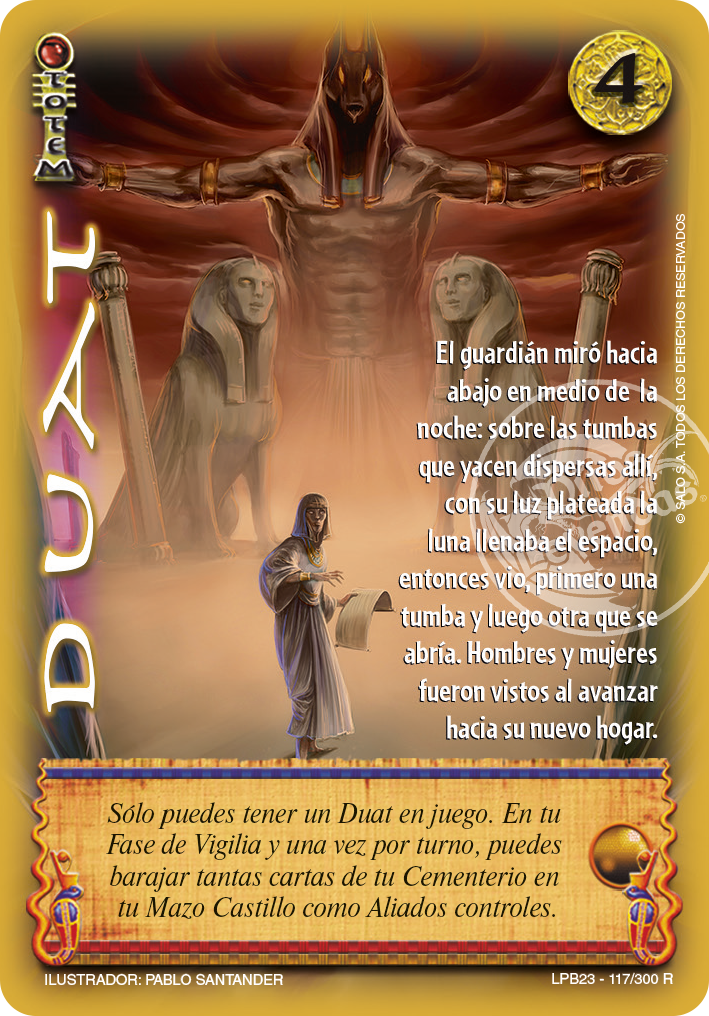 TOTEM
4
DUAT
El guardián miró hacia
abajo en medio de la
noche: sobre las tumbas
que yacen dispersas allí,
con su luz plateada la
luna llenaba el espacio,
entonces vio, primero una
tumba y luego otra que se
abría. Hombres y mujeres
fueron vistos al avanzar
hacia su nuevo hogar.
© SALO S.A. TODOS LOS DERECHOS RESERVADOS
Sólo puedes tener un Duat en juego. En tu
Fase de Vigilia y una vez por turno, puedes
barajar tantas cartas de tu Cementerio en
tu Mazo Castillo como Aliados controles.
ILUSTRADOR: PABLO SANTANDER
LPB23 - 117/300 R